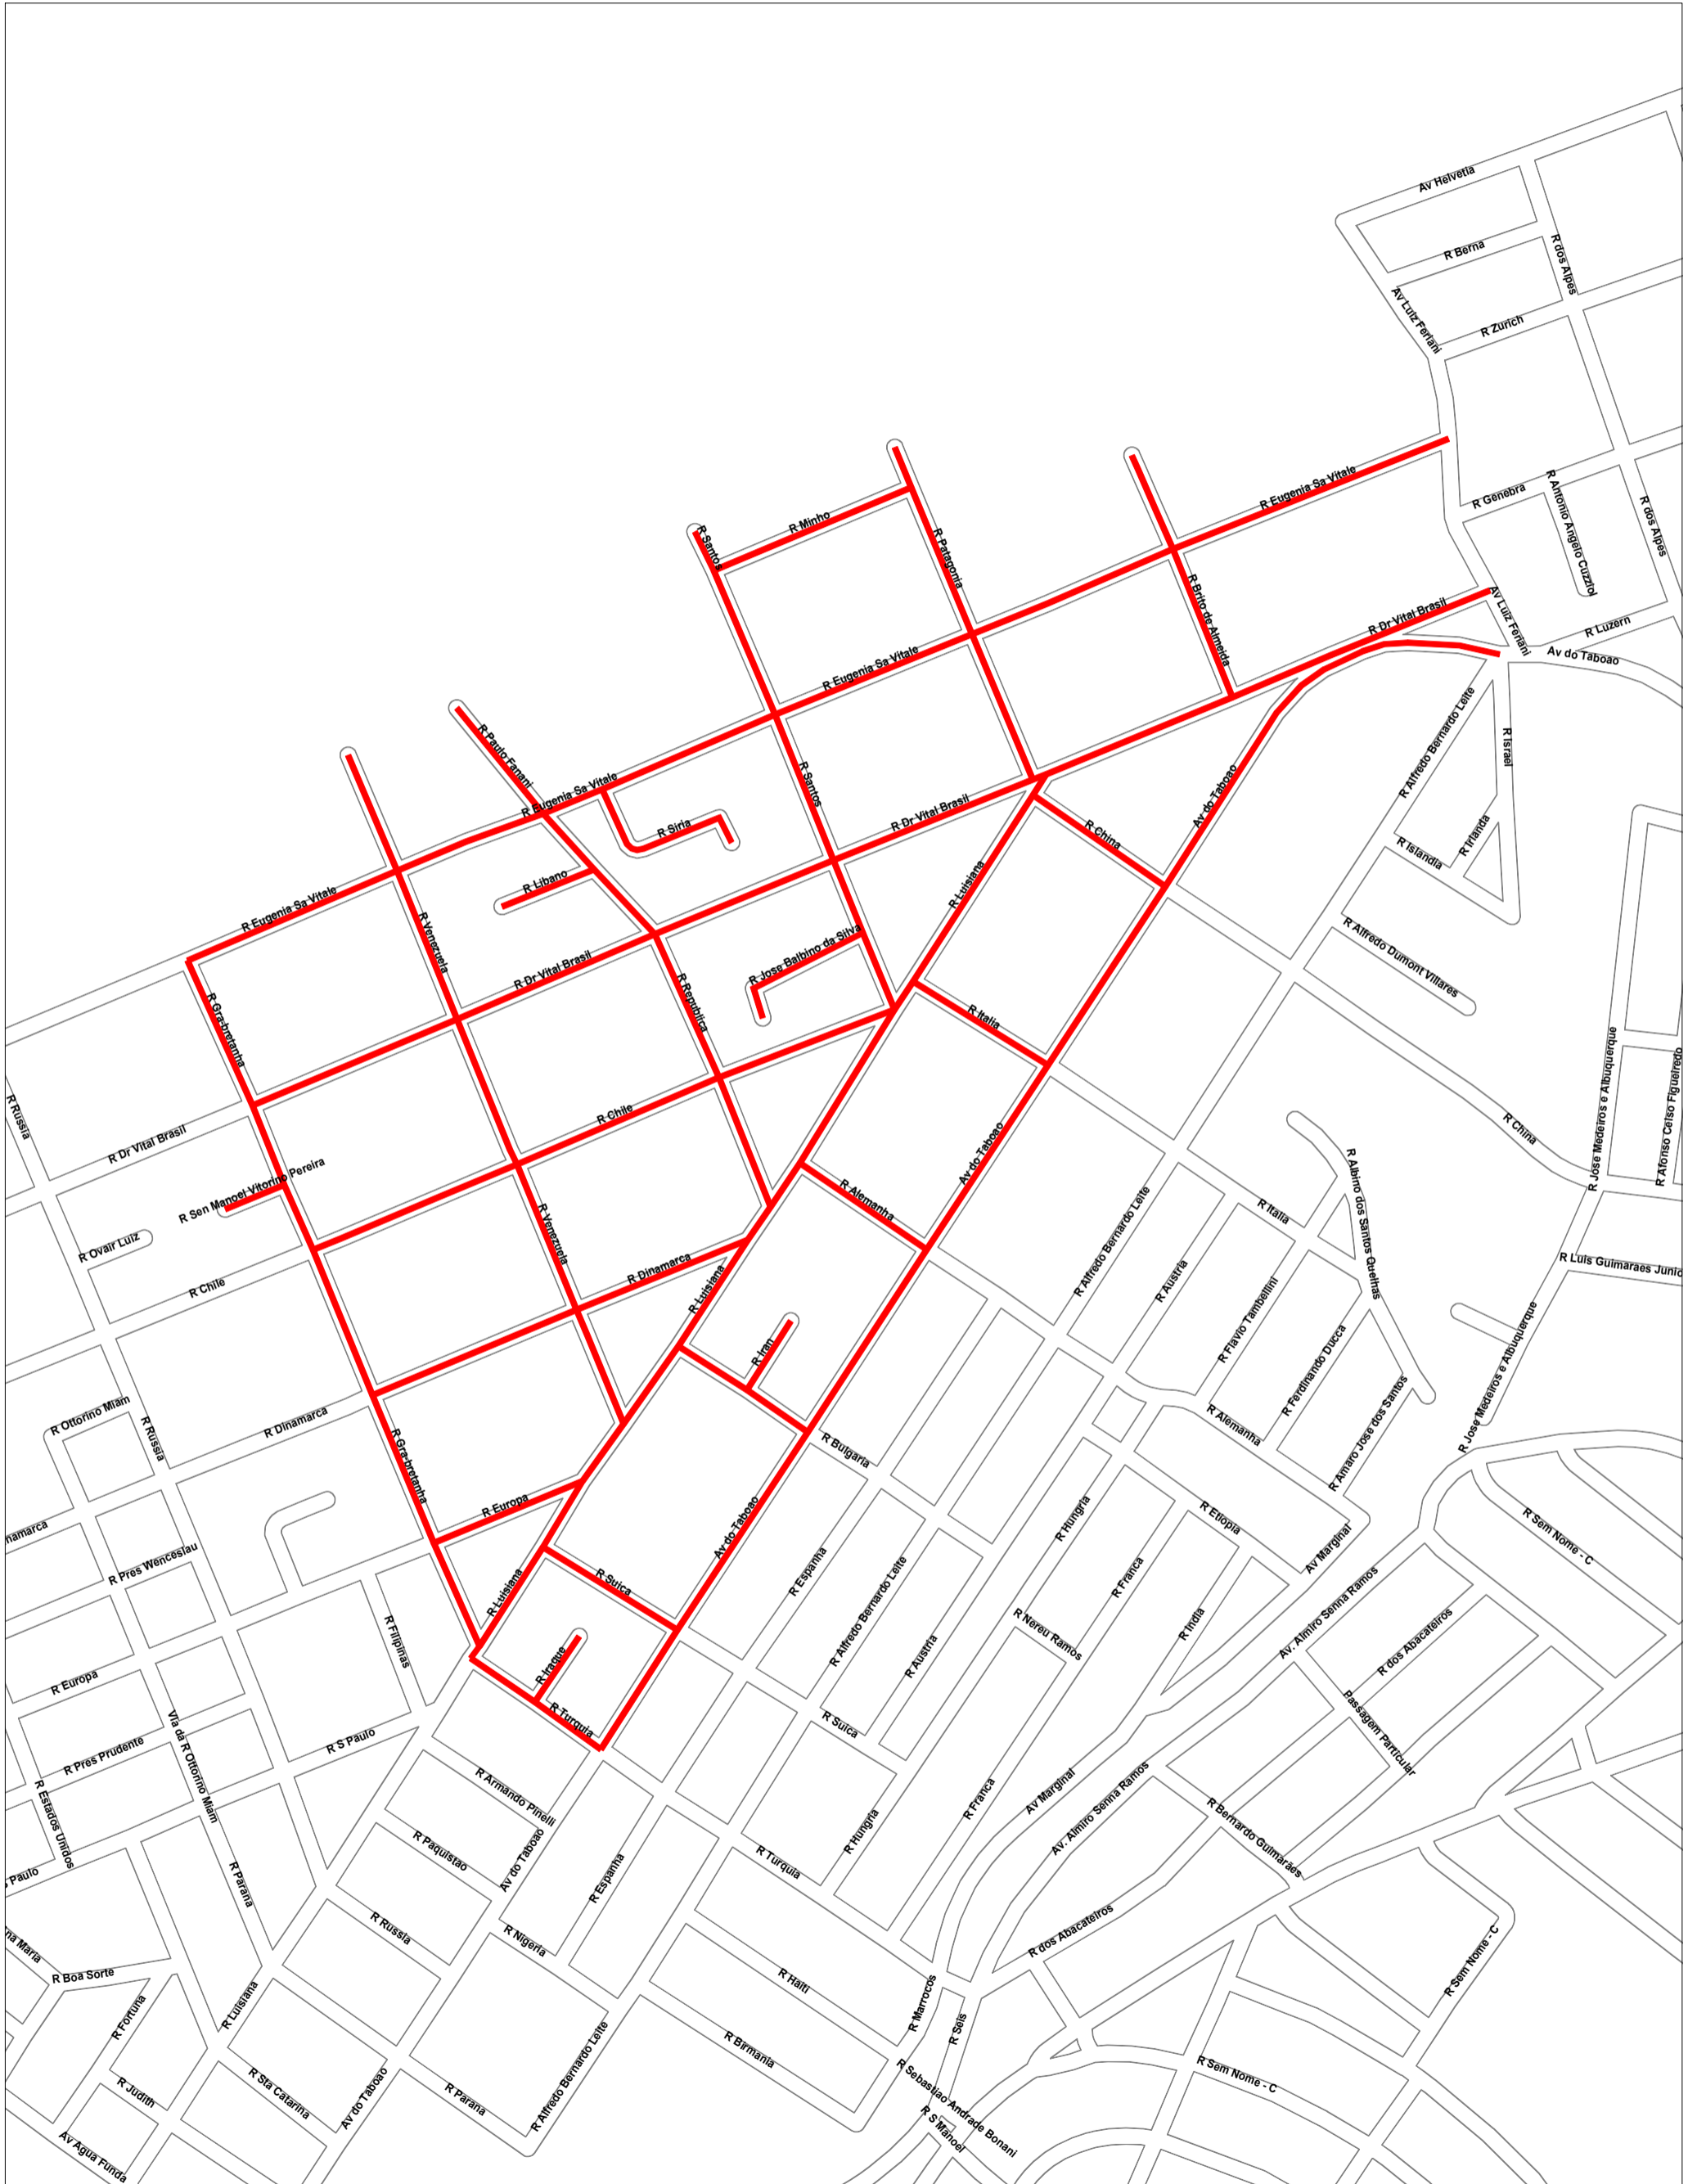 Av Helvetia
R Berna
R dos Alpes
Av Luiz Feriani
R Zurich
R Eugenia Sa Vitale
R Genebra
R Antonio Angelo Cuzziol
R dos Alpes
R Minho
R Santos
R Patagonia
R Brito de Almeida
R Dr Vital Brasil
Av Luiz Feriani
R Luzern
Av do Taboao
R Eugenia Sa Vitale
R Alfredo Bernardo Leite
R Israel
R Paulo Fanani
R Eugenia Sa Vitale
R Santos
R Siria
R Dr Vital Brasil
R China
Av do Taboao
R Irlanda
R Islandia
R Libano
R Luisiana
R Eugenia Sa Vitale
R Venezuela
R Dr Vital Brasil
R Jose Balbino da Silva
R Alfredo Dumont Villares
R Republica
R Italia
R Gra-bretanha
R Russia
R Chile
R Dr Vital Brasil
R China
R Jose Medeiros e Albuquerque
R Afonso Celso Figueiredo
R Sen Manoel Vitorino Pereira
R Alemanha
Av do Taboao
R Albino dos Santos Quelhas
R Italia
R Ovair Luiz
R Venezuela
R Dinamarca
R Alfredo Bernardo Leite
R Austria
R Luis Guimaraes Junio
R Chile
R Luisiana
R Flavio Tambellini
R Iran
R Ferdinando Ducca
R Jose Medeiros e Albuquerque
R Ottorino Miam
R Russia
R Dinamarca
R Gra-bretanha
R Bulgaria
R Alemanha
R Amaro Jose dos Santos
R Europa
Av do Taboao
R Hungria
R Etiopia
R Sem Nome - C
namarca
R Pres Wenceslau
R Suica
R Espanha
R Alfredo Bernardo Leite
R Franca
Av Marginal
Av. Almiro Senna Ramos
R Luisiana
R Filipinas
R Iraque
R Austria
R Nereu Ramos
R India
R dos Abacateiros
R Europa
R Turquia
R Suica
Passagem Particular
Via da R Ottorino Miam
R S Paulo
R Pres Prudente
R Estados Unidos
R Armando Pinelli
R Franca
Av Marginal
Av. Almiro Senna Ramos
R Bernardo Guimarães
R Hungria
R Paquistao
Av do Taboao
R Espanha
R Turquia
Paulo
R Parana
R Russia
R Nigeria
R dos Abacateiros
na Maria
R Boa Sorte
R Haiti
R Marrocos
R Seis
R Sem Nome - C
R Fortuna
R Luisiana
R Birmania
R Alfredo Bernardo Leite
R Sem Nome - C
R Judith
R Sta Catarina
Av do Taboao
R Parana
R Sebastiao Andrade Bonani
R S Manoel
Av Agua Funda